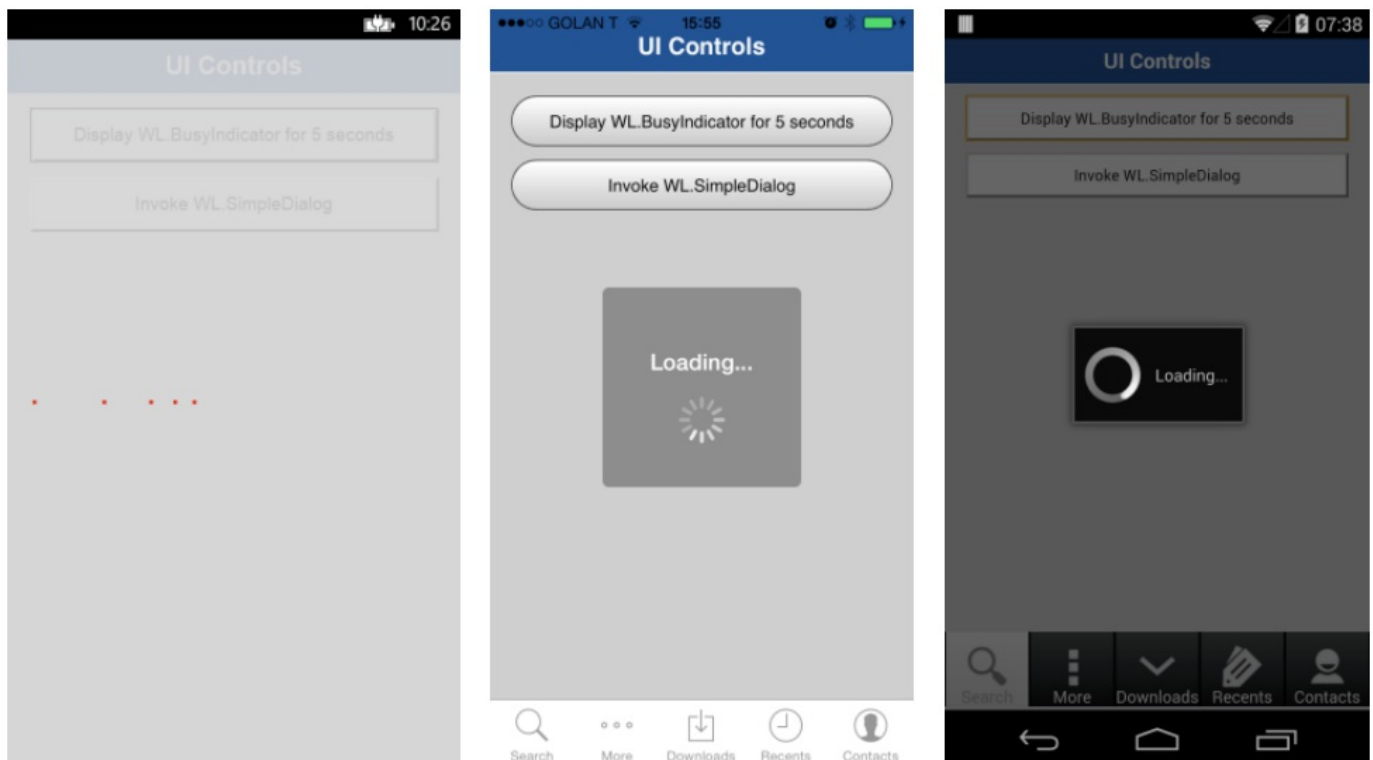 10:26
UI Controls
Display WL.BusyIndicator for 5 seconds
Invoke WL.SimpleDialog
GOLAN T 15:55
UI Controls
Display WL.BusyIndicator for 5 seconds
Invoke WL.SimpleDialog
Loading...
Search More Downloads Recents Contacts
07:38
UI Controls
Display WL.BusyIndicator for 5 seconds
Invoke WL.SimpleDialog
Loading...
Search More Downloads Recents Contacts